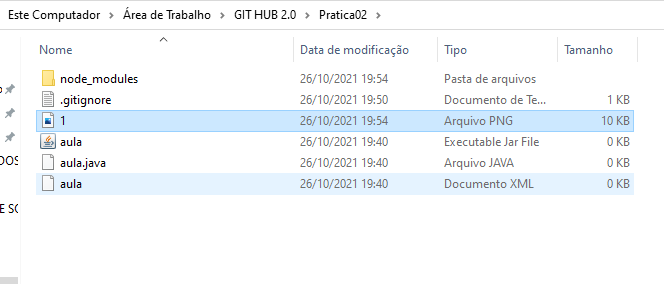 Este Computador > Área de Trabalho > GIT HUB 2.0 > Pratica02 >
Nome Data de modificação Tipo Tamanho
node_modules 26/10/2021 19:54 Pasta de arquivos
.gitignore 26/10/2021 19:50 Documento de Te... 1 KB
1 26/10/2021 19:54 Arquivo PNG 10 KB
aula 26/10/2021 19:40 Executable Jar File 0 KB
aula.java 26/10/2021 19:40 Arquivo JAVA 0 KB
DOS
aula 26/10/2021 19:40 Documento XML 0 KB
E SO